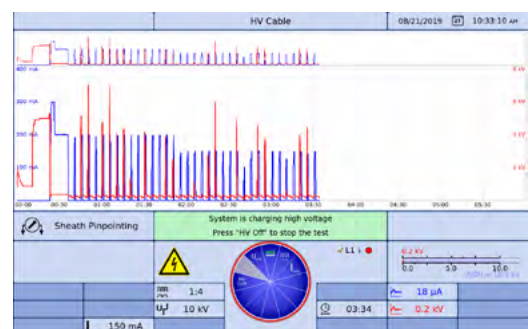 HV Cable
08/21/2019
10:33:10 AM
400 mA
300 mA
200 mA
100 mA
00:00
00:30
01:00
01:30
02:00
02:30
03:00
03:30
04:00
04:30
05:00
05:30
Sheath Pinpointing
System is charging high voltage
Press "HV Off" to stop the test
L1
0.2 kV
0.0 5.0 10.0
1:4
18 µA
10 kV
03:34
0.2 kV
150 mA